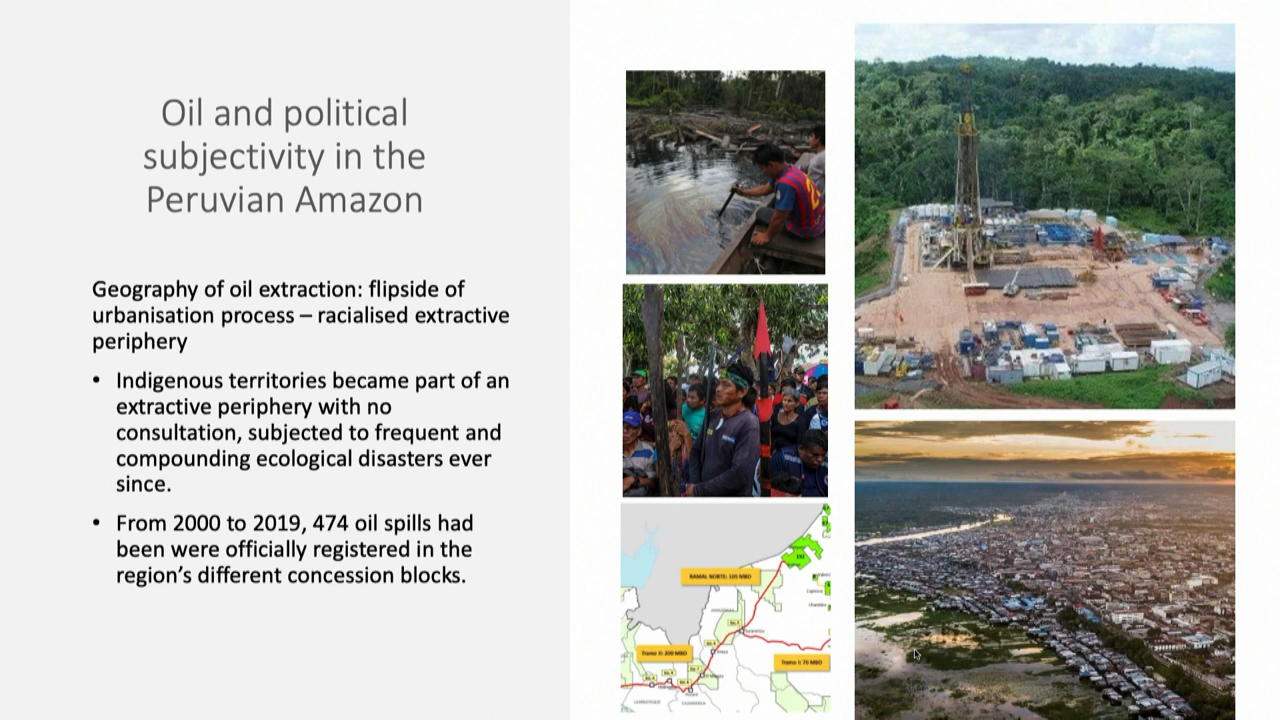 Oil and political
subjectivity in the
Peruvian Amazon
Geography of oil extraction: flipside of
urbanisation process – racialised extractive
periphery
• Indigenous territories became part of an
extractive periphery with no
consultation, subjected to frequent and
compounding ecological disasters ever
since.
• From 2000 to 2019, 474 oil spills had
been were officially registered in the
region's different concession blocks.
RAMAL NORTE: 105 MBD
Tramo II: 200 MBD
Tramo I: 70 MBD